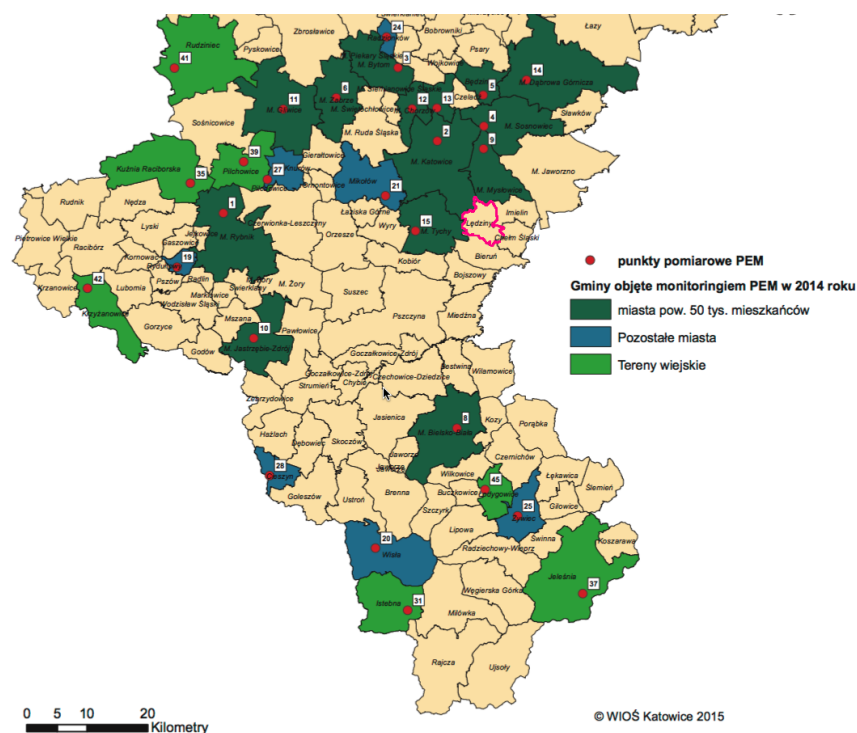 24
Zbrosławice
Bobrowniki
Psary
Łazy
Rudziniec
Pyskowice
41
3
M. Bytom
Wojkowice
14
M. Dąbrowa Górnicza
11
M. Gliwice
6
M. Zabrze
12
13
5
Czeladź
Sławków
Sośnicowice
M. Ruda Śląska
4
M. Sosnowiec
2
M. Katowice
9
39
Pilchowice
Gierałtowice
27
Knurów
Mikołów
21
M. Jaworzno
Kuźnia Raciborska
35
Ornontowice
M. Mysłowice
Rudnik
Nędza
1
Łaziska Górne
15
M. Tychy
Lędziny
Imielin
Chełm Śląski
Lyski
Czerwionka-Leszczyny
Orzesze
Wyry
Pietrowice Wielkie
Racibórz
Gaszowice
M. Rybnik
Bieruń
Kornowac
19
Kobiór
Bojszowy
punkty pomiarowe PEM
42
Krzanowice
Lubomia
Pszów
Radlin
M. Żory
Suszec
Gminy objęte monitoringiem PEM w 2014 roku
Krzyżanowice
Marklowice
Świerklany
Wodzisław Śląski
Mszana
10
Pawłowice
Pszczyna
Miedźna
miasta pow. 50 tys. mieszkańców
Gorzyce
Godów
M. Jastrzębie-Zdrój
Pozostałe miasta
Goczałkowice-Zdrój
Bestwina
Wilamowice
Tereny wiejskie
Goczałkowice-Zdrój
Czechowice-Dziedzice
Strumień
Chybie
Zebrzydowice
Jasienica
8
M. Bielsko-Biała
Kozy
Porąbka
Hażlach
Dębowiec
Skoczów
Jaworze
Czernichów
28
Cieszyn
Wilkowice
45
Łękawica
Ślemień
Goleszów
Ustroń
Brenna
Buczkowice
Łodygowice
25
Żywiec
Gilowice
Szczyrk
20
Wisła
Lipowa
Świnna
Koszarawa
Radziechowy-Wieprz
Jeleśnia
37
Istebna
31
Węgierska Górka
Milówka
Rajcza
Ujsoły
0 5 10 20
Kilometry
© WIOŚ Katowice 2015